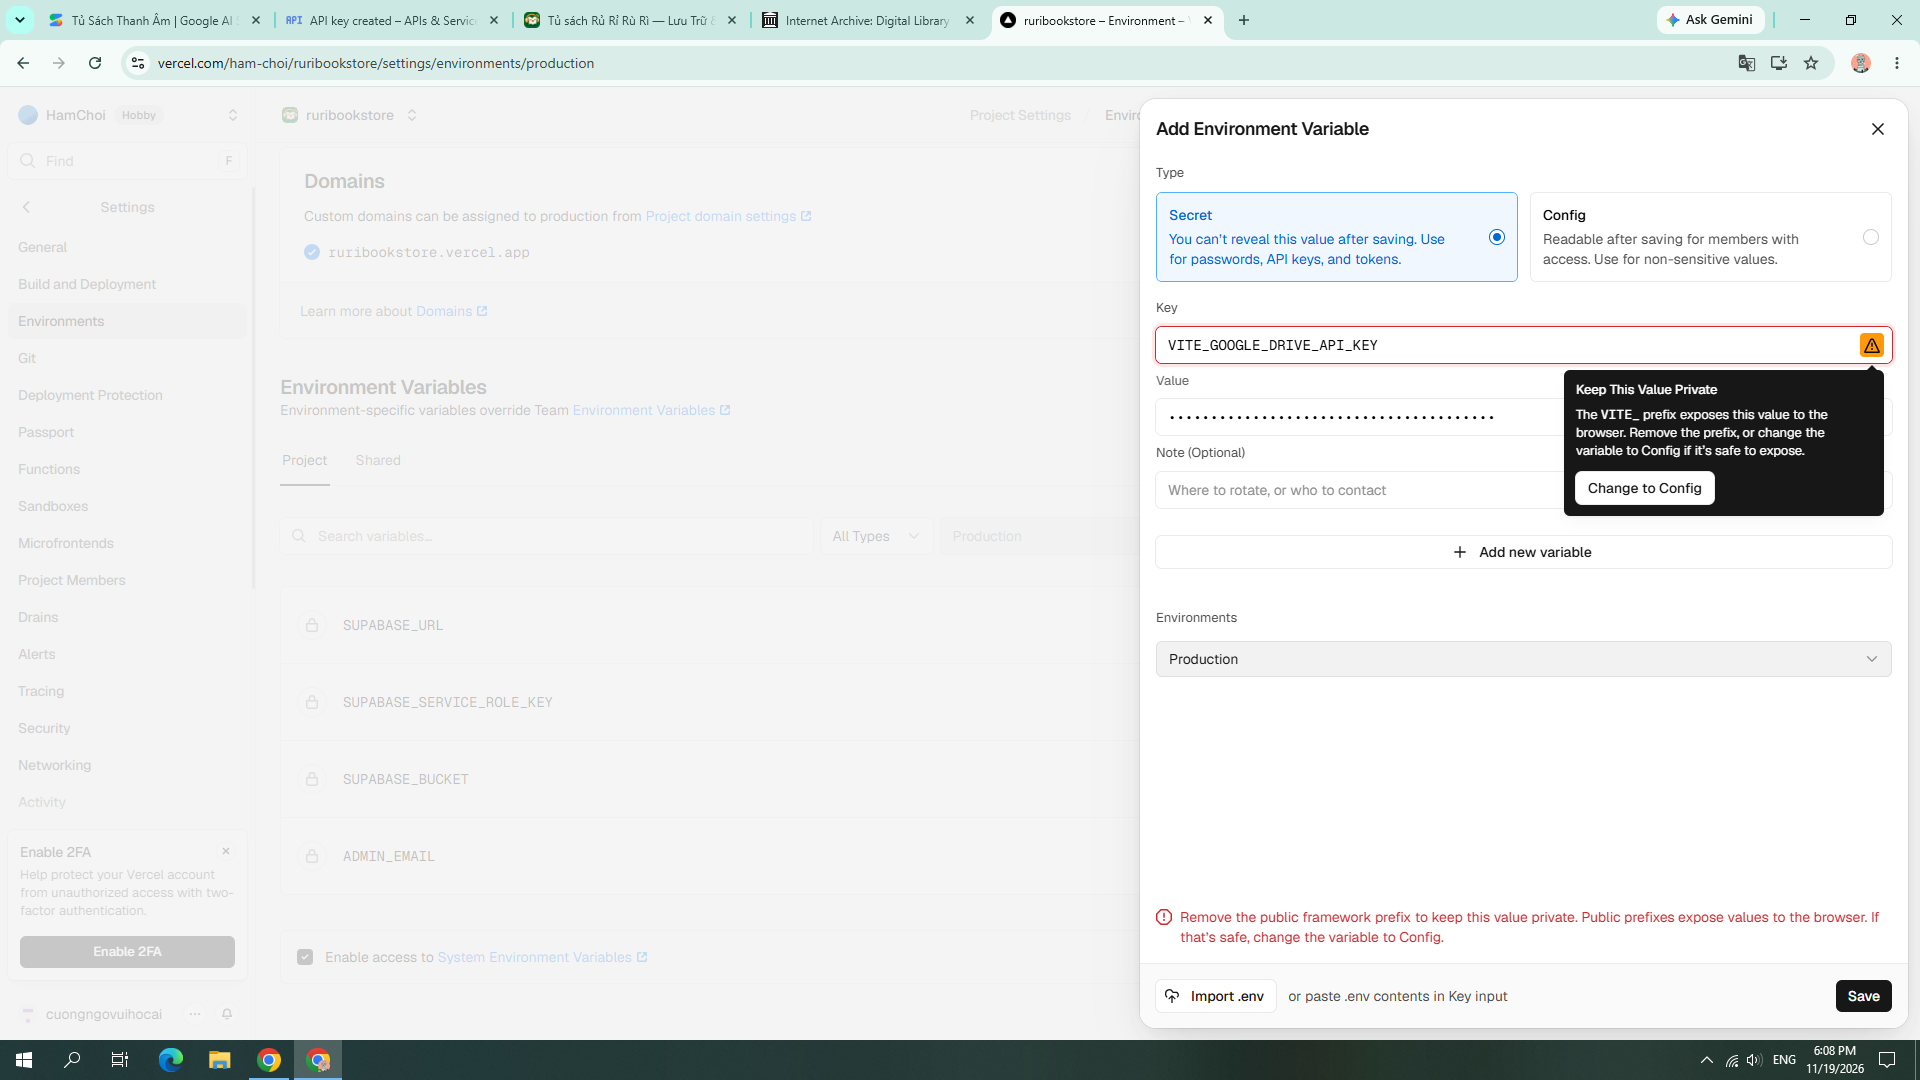 Tủ Sách Thanh Âm | Google AI S
API key created – APIs & Service
Tủ sách Rủ Rỉ Rù Rì — Lưu Trữ &
Internet Archive: Digital Library
ruribookstore – Environment – V
Ask Gemini
vercel.com/ham-choi/ruribookstore/settings/environments/production
HamChoi Hobby
Find F
Settings
General
Build and Deployment
Environments
Git
Deployment Protection
Passport
Functions
Sandboxes
Microfrontends
Project Members
Drains
Alerts
Tracing
Security
Networking
Activity
Enable 2FA
Help protect your Vercel account
from unauthorized access with two-
factor authentication.
Enable 2FA
cuongngovuihocai
ruribookstore
Project Settings / Enviro
Domains
Custom domains can be assigned to production from Project domain settings
ruribookstore.vercel.app
Learn more about Domains
Environment Variables
Environment-specific variables override Team Environment Variables
Project Shared
Search variables... All Types Production
SUPABASE_URL
SUPABASE_SERVICE_ROLE_KEY
SUPABASE_BUCKET
ADMIN_EMAIL
Enable access to System Environment Variables
Add Environment Variable
Type
Secret
You can't reveal this value after saving. Use
for passwords, API keys, and tokens.
Config
Readable after saving for members with
access. Use for non-sensitive values.
Key
VITE_GOOGLE_DRIVE_API_KEY
Value
•••••••••••••••••••••••••••••••••••••••
Keep This Value Private
The VITE_ prefix exposes this value to the
browser. Remove the prefix, or change the
variable to Config if it's safe to expose.
Change to Config
Note (Optional)
Where to rotate, or who to contact
Add new variable
Environments
Production
Remove the public framework prefix to keep this value private. Public prefixes expose values to the browser. If
that's safe, change the variable to Config.
Import .env or paste .env contents in Key input
Save
ENG
6:08 PM
11/19/2026